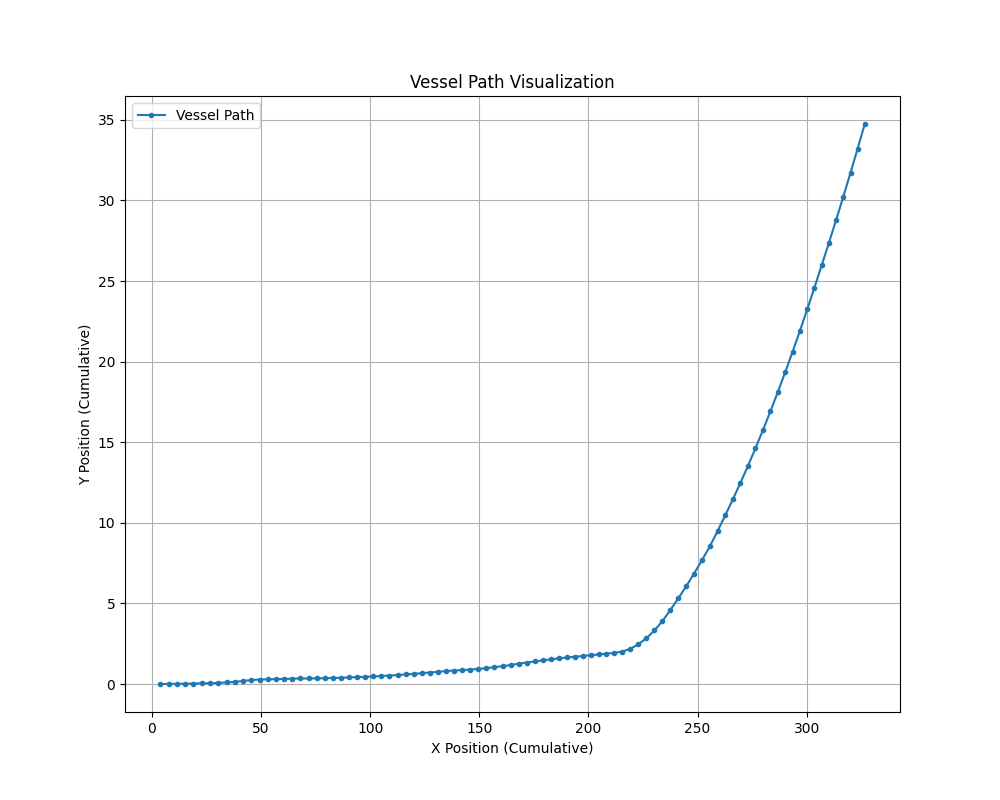 Vessel Path Visualization
Vessel Path
35
30
25
20
15
10
5
0
Y Position (Cumulative)
0 50 100 150 200 250 300
X Position (Cumulative)